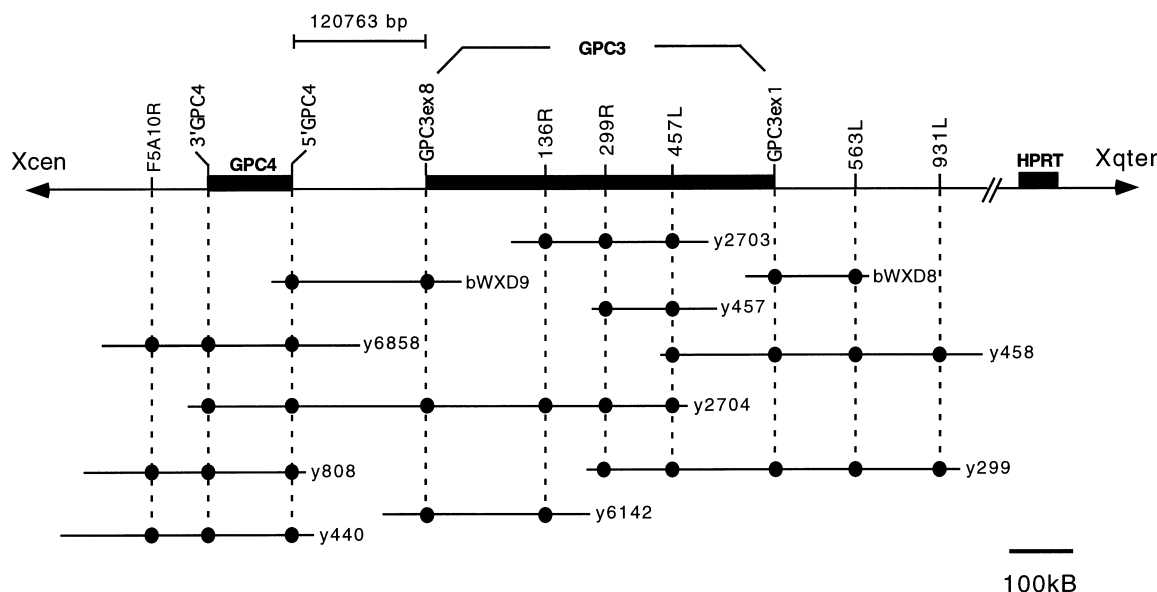 120763 bp
GPC3
F5A10R
3'GPC4
5'GPC4
GPC3ex8
136R
299R
457L
GPC3ex1
563L
931L
Xcen
GPC4
HPRT
Xqter
y2703
bWXD9
bWXD8
y457
y6858
y458
y2704
y808
y299
y6142
y440
100kB